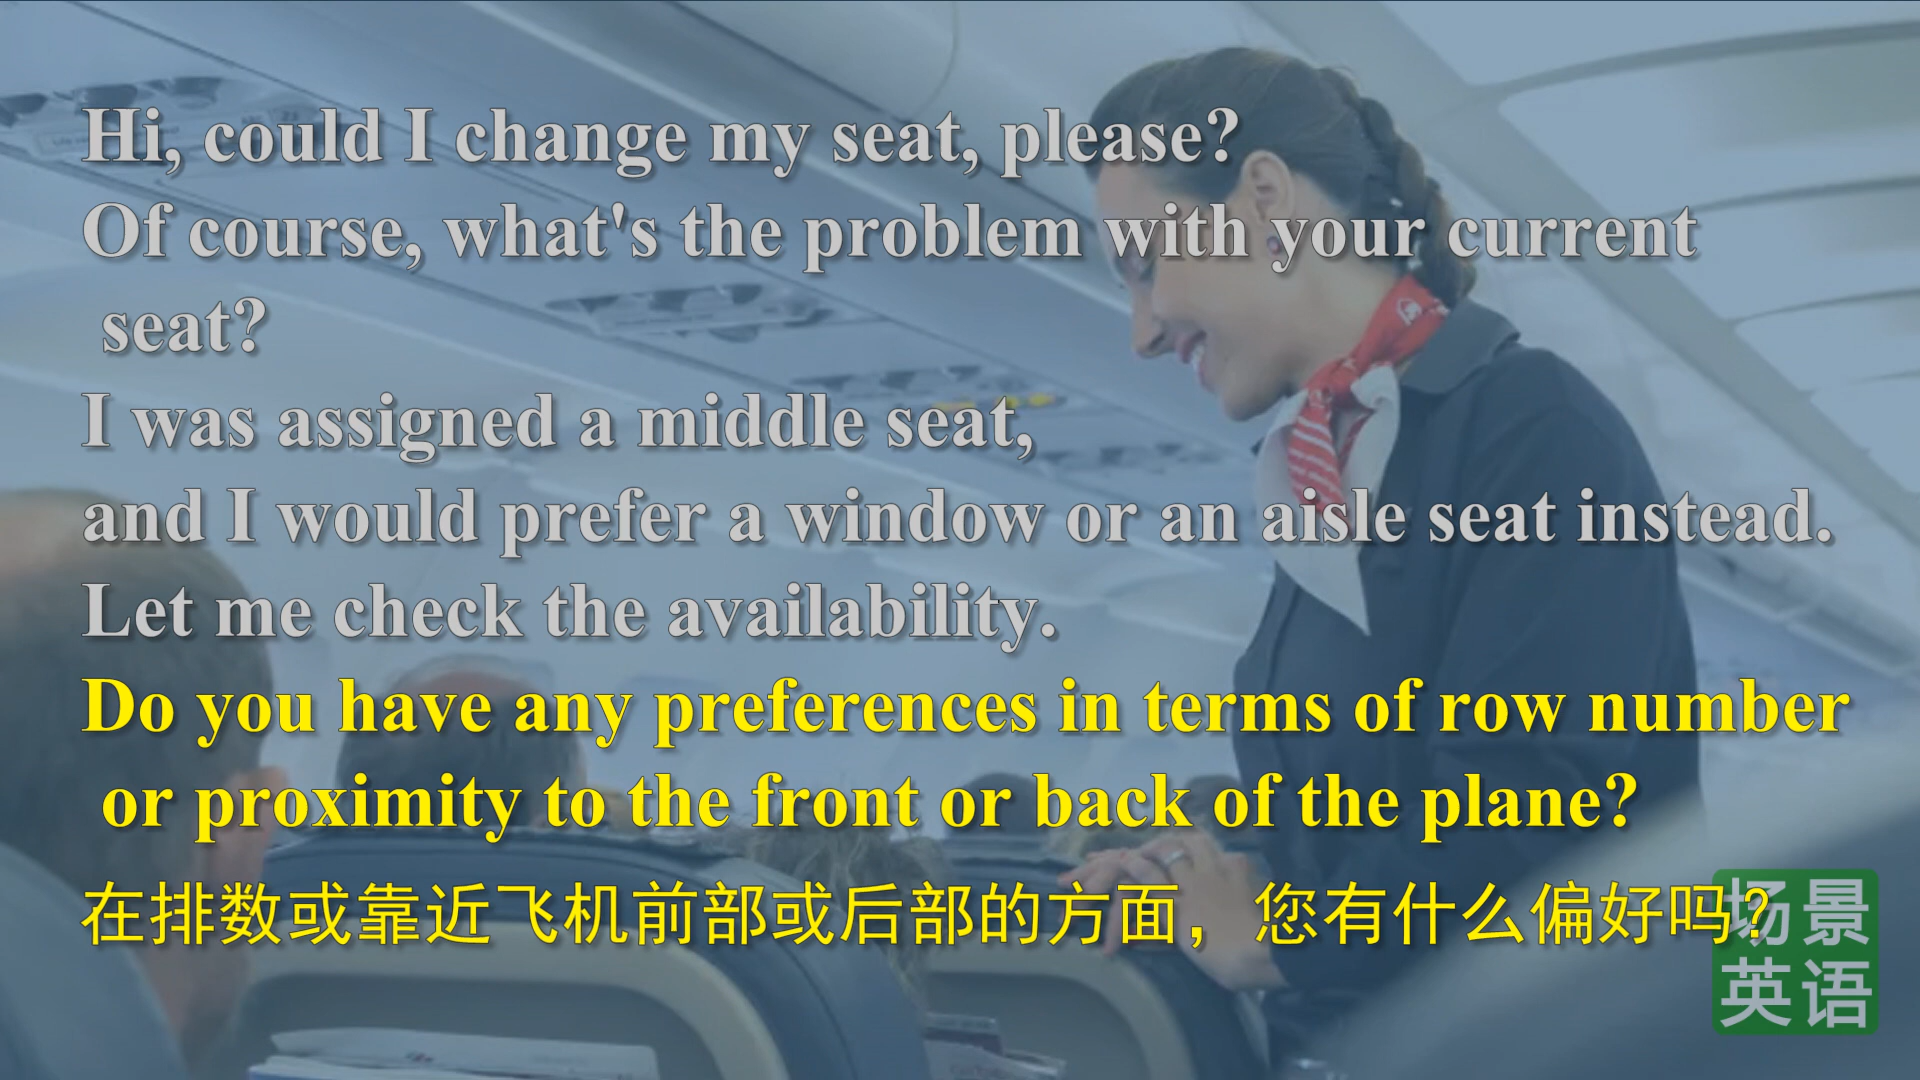 Hi, could I change my seat, please?
Of course, what's the problem with your current
seat?
I was assigned a middle seat,
and I would prefer a window or an aisle seat instead.
Let me check the availability.
Do you have any preferences in terms of row number
or proximity to the front or back of the plane?
在排数或靠近飞机前部或后部的方面，您有什么偏好吗？
场景
英语